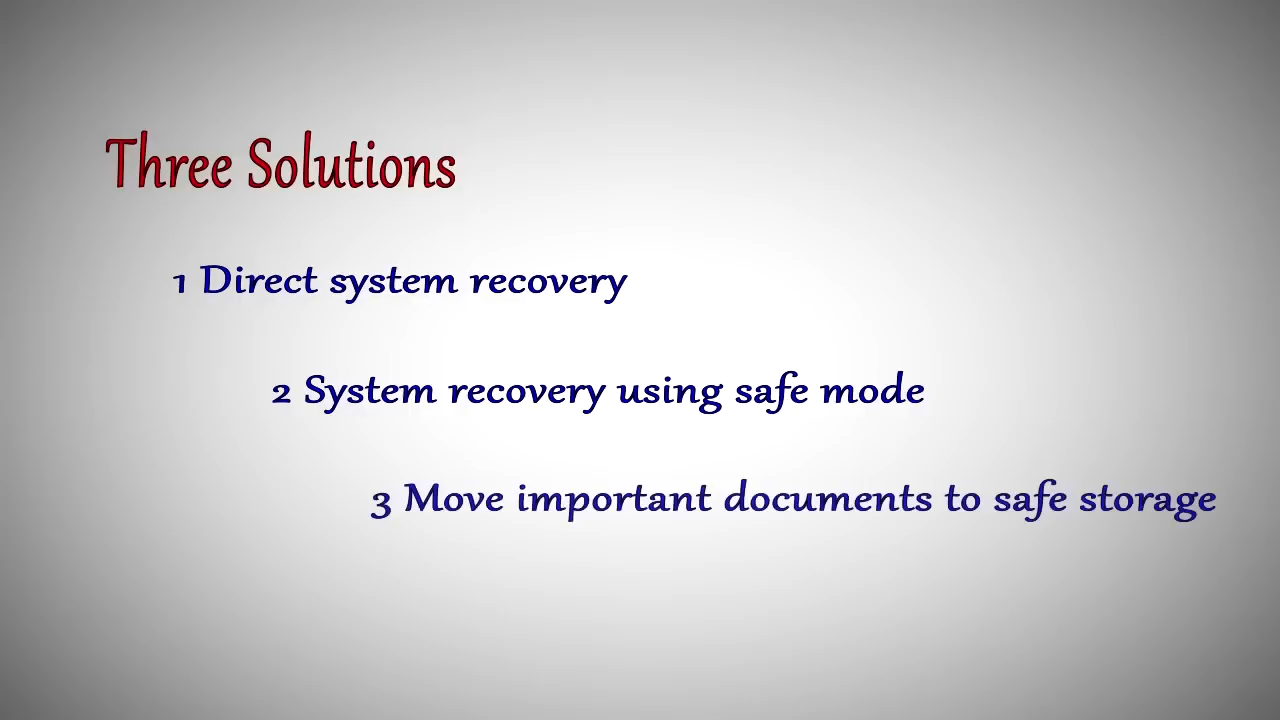 Three Solutions
1 Direct system recovery
2 System recovery using safe mode
3 Move important documents to safe storage